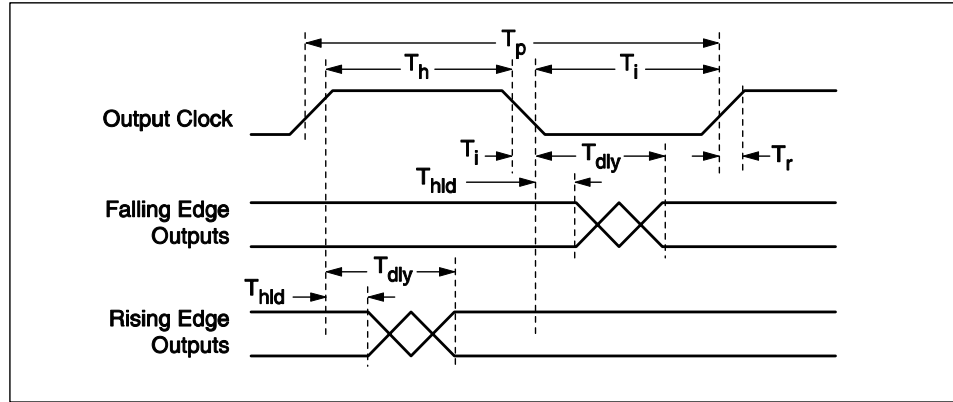 Tp
Th
Ti
Output Clock
Ti
Tdly
Tr
Thld
Falling Edge
Outputs
Tdly
Thld
Rising Edge
Outputs